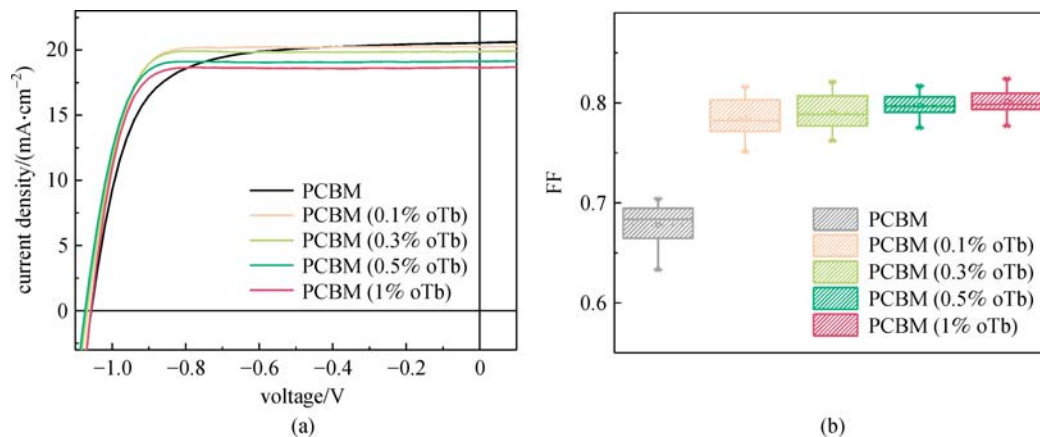 20
15
10
5
0
current density/(mA·cm−2)
PCBM
PCBM (0.1% oTb)
PCBM (0.3% oTb)
PCBM (0.5% oTb)
PCBM (1% oTb)
−1.0 −0.8 −0.6 −0.4 −0.2 0
voltage/V
(a)
0.8
0.7
0.6
FF
PCBM
PCBM (0.1% oTb)
PCBM (0.3% oTb)
PCBM (0.5% oTb)
PCBM (1% oTb)
(b)